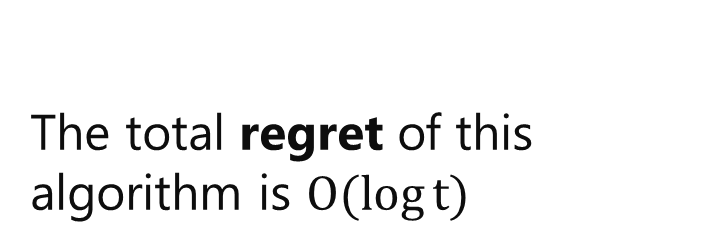 The total regret of this
algorithm is O(log t)